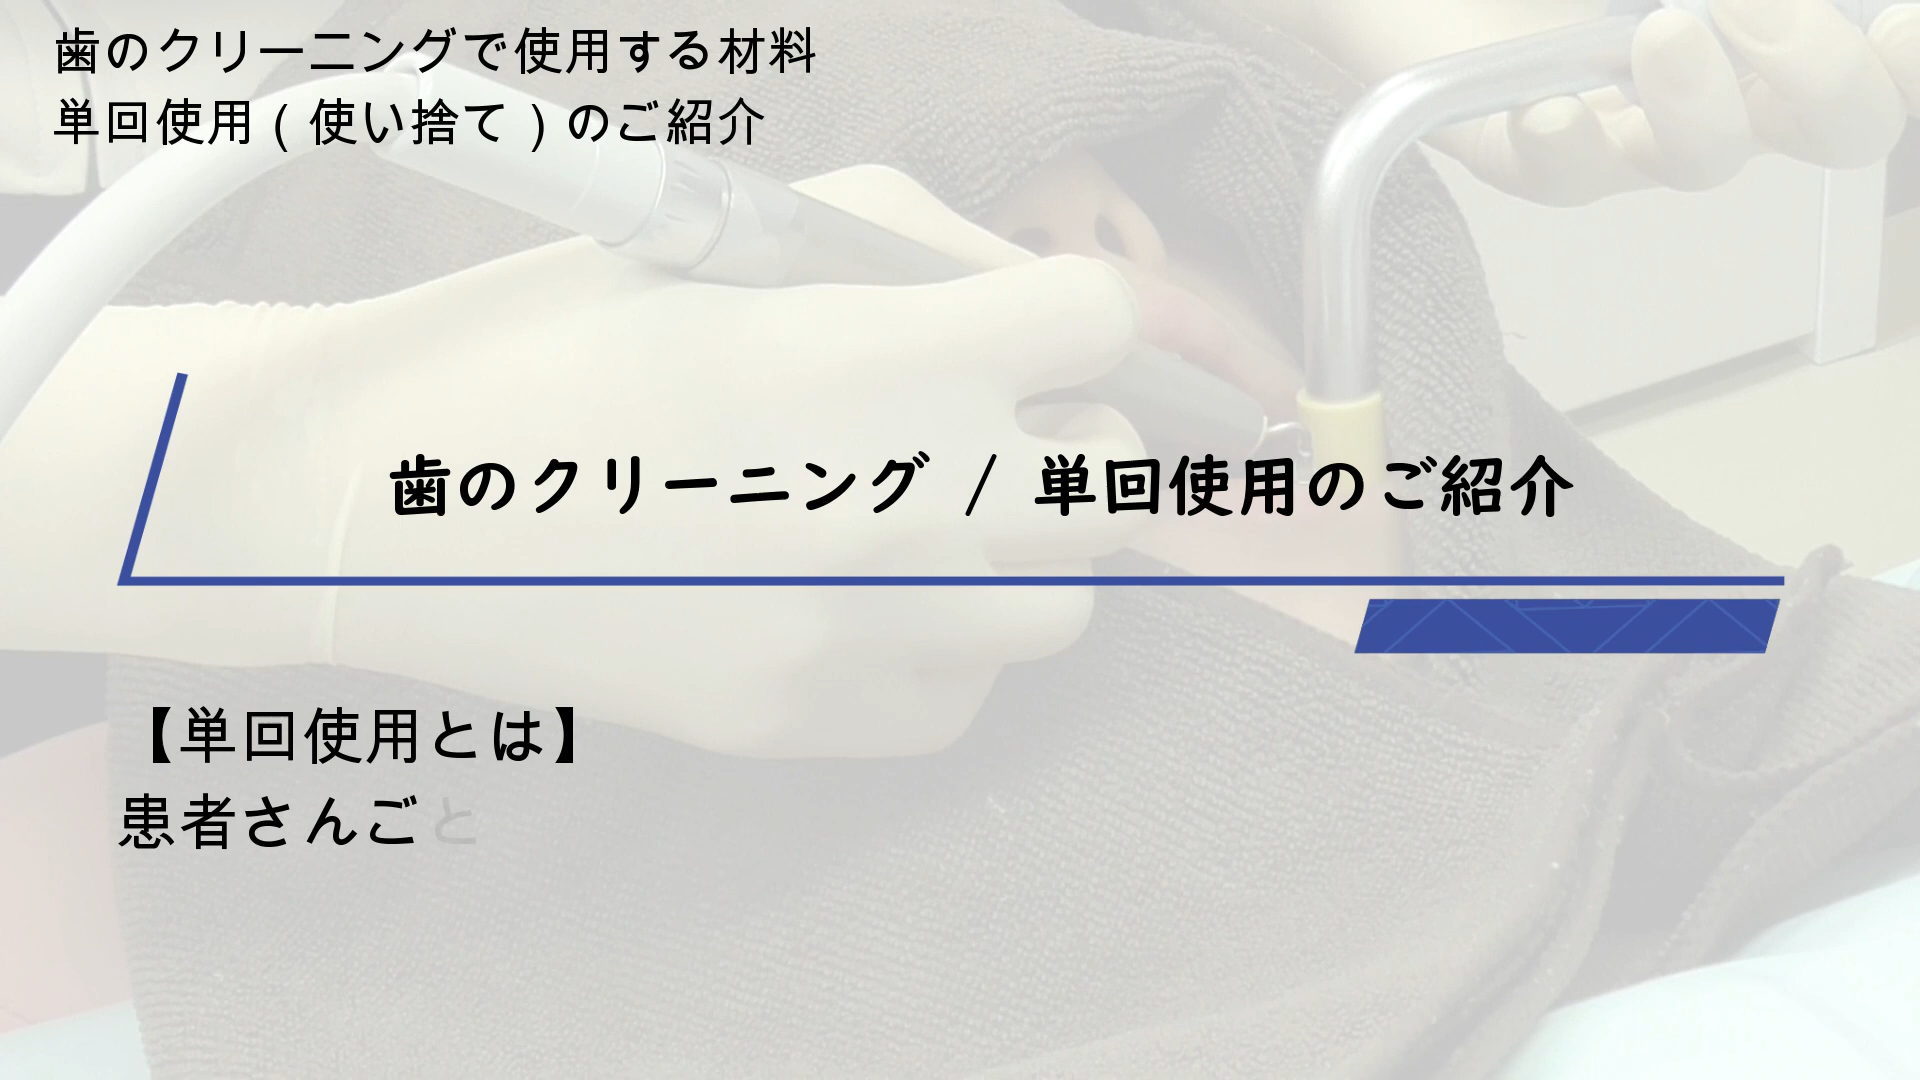 歯のクリーニングで使用する材料
単回使用(使い捨て)のご紹介
歯のクリーニング / 単回使用のご紹介
【単回使用とは】
患者さんごと